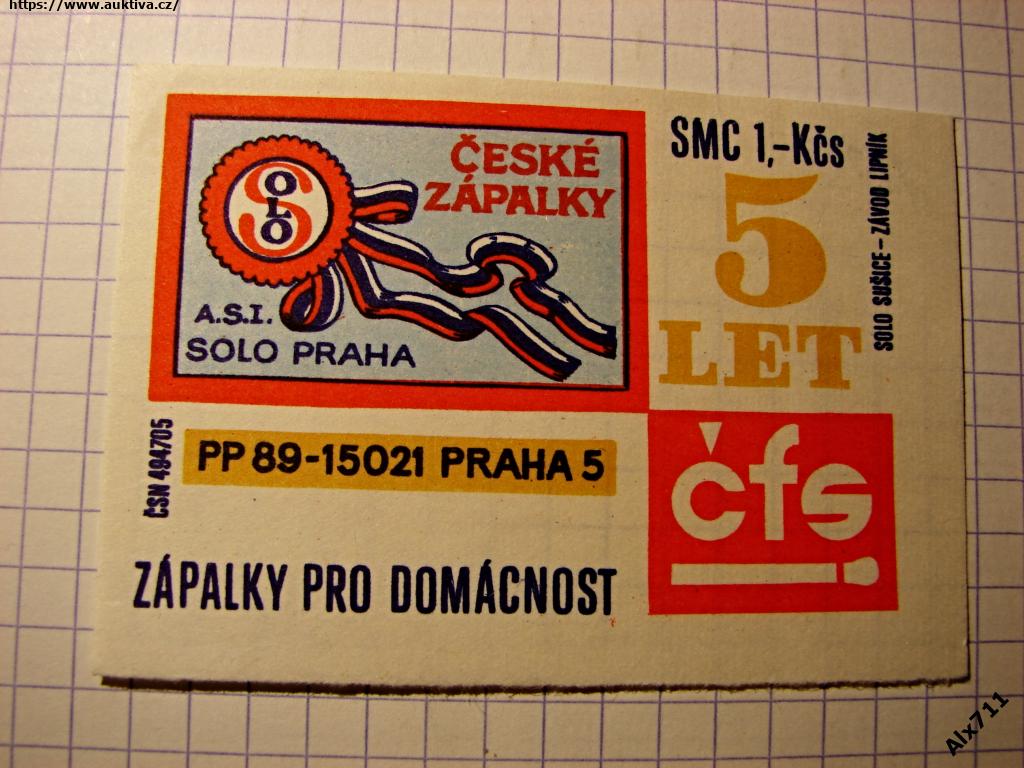 https://www.auktiva.cz/
ČESKÉ
ZÁPALKY
SOLO
A.S.I.
SOLO PRAHA
SMC 1,-Kčs
5
LET
SOLO SUŠICE - ZÁVOD LIPNÍK
ČSN 494705
PP 89-15021 PRAHA 5
čfs
ZÁPALKY PRO DOMÁCNOST
Alx711